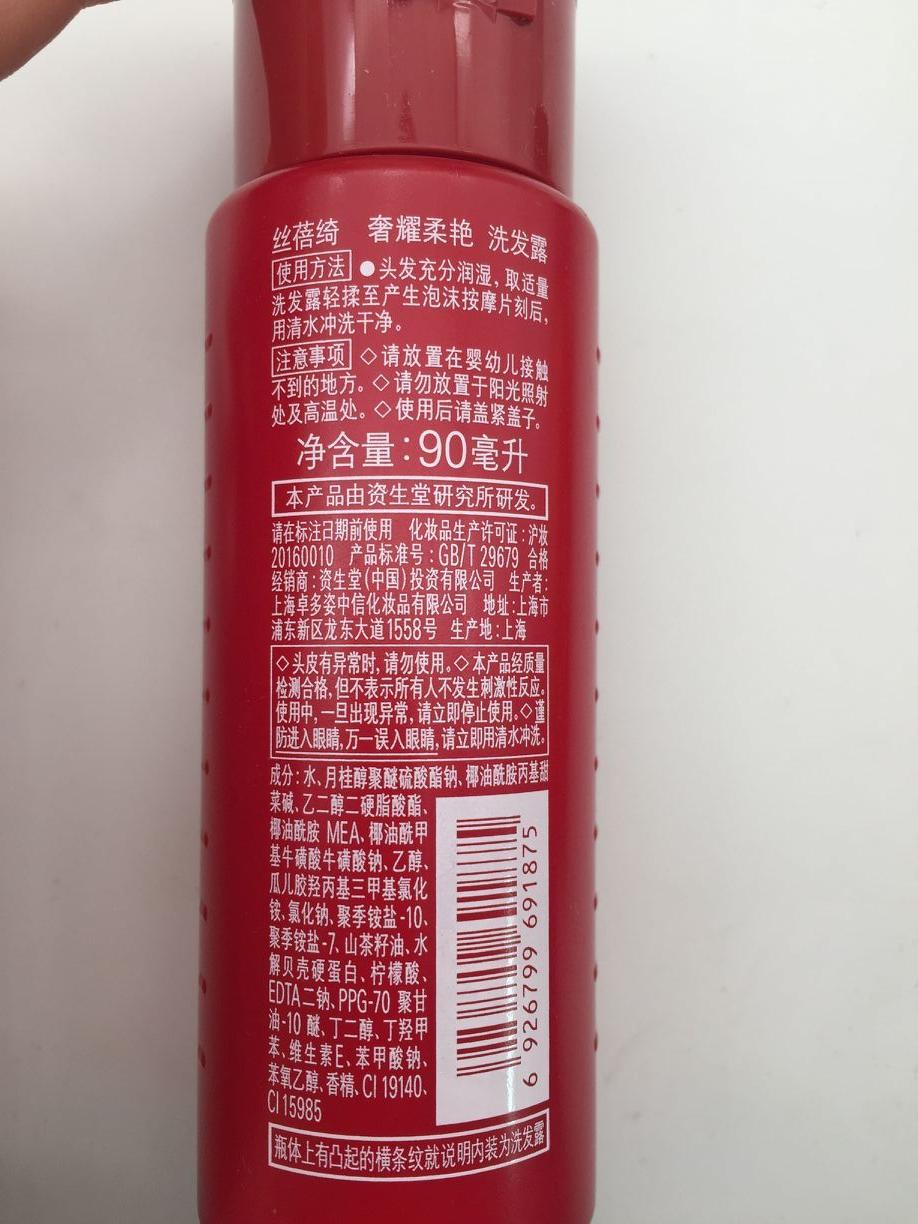 丝蓓绮 奢耀柔艳 洗发露
使用方法 ●头发充分润湿,取适量
洗发露轻揉至产生泡沫按摩片刻后,
用清水冲洗干净。
注意事项 ◇请放置在婴幼儿接触
不到的地方。◇请勿放置于阳光照射
处及高温处。◇使用后请盖紧盖子。
净含量:90毫升
本产品由资生堂研究所研发。
请在标注日期前使用 化妆品生产许可证:沪妆
20160010 产品标准号:GB/T 29679 合格
经销商:资生堂(中国)投资有限公司 生产者:
上海卓多姿中信化妆品有限公司 地址:上海市
浦东新区龙东大道1558号 生产地:上海
◇头皮有异常时,请勿使用。◇本产品经质量
检测合格,但不表示所有人不发生刺激性反应。
使用中,一旦出现异常,请立即停止使用。◇谨
防进入眼睛,万一误入眼睛,请立即用清水冲洗。
成分:水、月桂醇聚醚硫酸酯钠、椰油酰胺丙基甜
菜碱、乙二醇二硬脂酸酯、
椰油酰胺 MEA、椰油酰甲
基牛磺酸牛磺酸钠、乙醇、
瓜儿胶羟丙基三甲基氯化
铵、氯化钠、聚季铵盐-10、
聚季铵盐-7、山茶籽油、水
解贝壳硬蛋白、柠檬酸、
EDTA二钠、PPG-70 聚甘
油-10 醚、丁二醇、丁羟甲
苯、维生素E、苯甲酸钠、
苯氧乙醇、香精、CI 19140、
CI 15985
6 926799 691875
瓶体上有凸起的横条纹就说明内装为洗发露